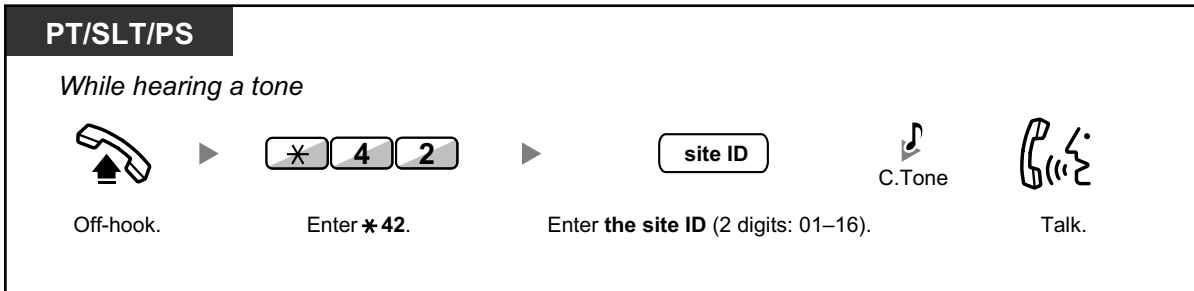 PT/SLT/PS
While hearing a tone
* 4 2
site ID
C.Tone
Off-hook.
Enter *42.
Enter the site ID (2 digits: 01–16).
Talk.